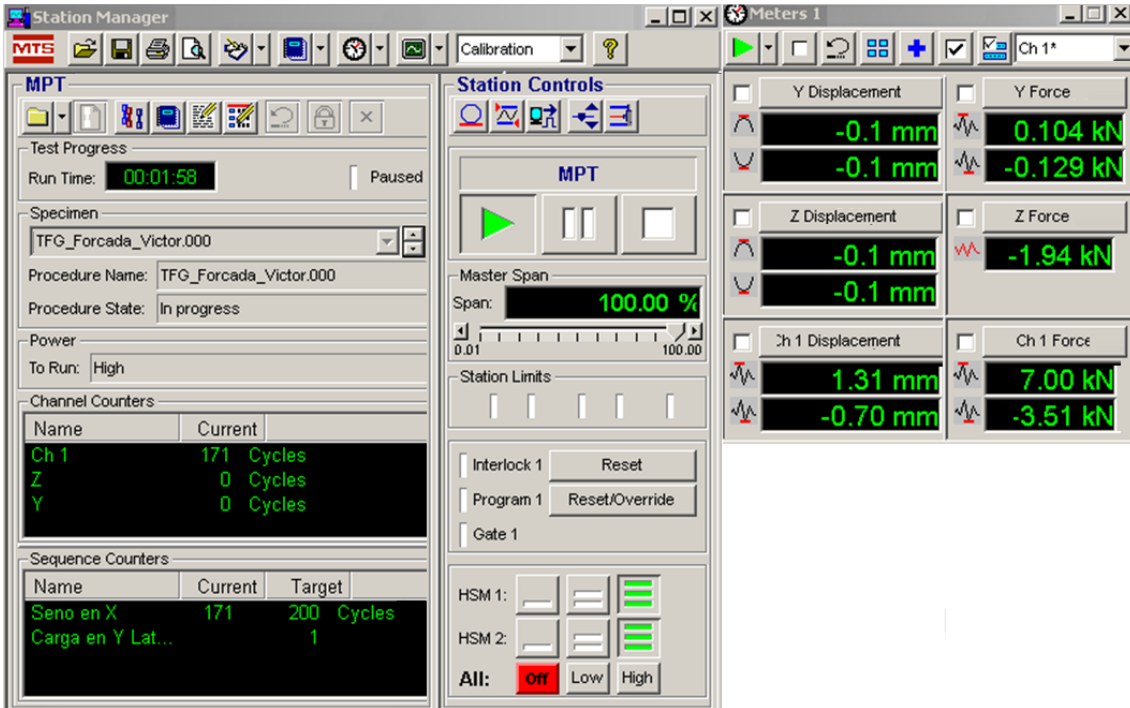 Station Manager
MTS
Calibration
MPT
Test Progress
Run Time: 00:01:58
Paused
Specimen
TFG_Forcada_Victor.000
Procedure Name: TFG_Forcada_Victor.000
Procedure State: In progress
Power
To Run: High
Channel Counters
Name Current
Ch 1 171 Cycles
Z 0 Cycles
Y 0 Cycles
Sequence Counters
Name Current Target
Seno en X 171 200 Cycles
Carga en Y Lat... 1
Station Controls
MPT
Master Span
Span: 100.00 %
0.01 100.00
Station Limits
Interlock 1 Reset
Program 1 Reset/Override
Gate 1
HSM 1:
HSM 2:
All: Off Low High
Meters 1
Ch 1*
Y Displacement Y Force
-0.1 mm 0.104 kN
-0.1 mm -0.129 kN
Z Displacement Z Force
-0.1 mm -1.94 kN
-0.1 mm
Ch 1 Displacement Ch 1 Force
1.31 mm 7.00 kN
-0.70 mm -3.51 kN